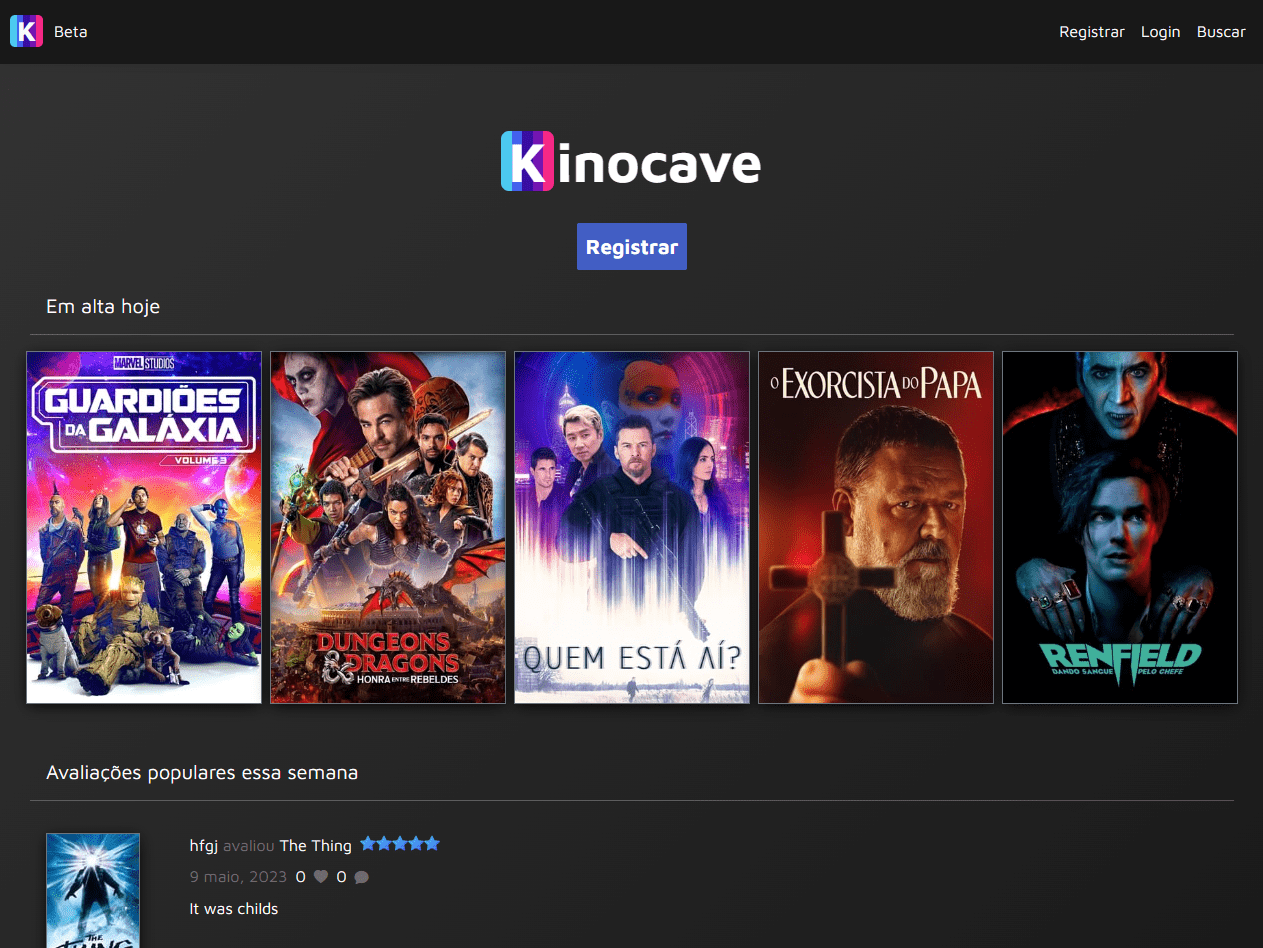 K Beta
Registrar Login Buscar
Kinocave
Registrar
Em alta hoje
MARVEL STUDIOS
GUARDIÕES
DA GALÁXIA
VOLUME 3
DUNGEONS
& DRAGONS
HONRA ENTRE REBELDES
QUEM ESTÁ AÍ?
O EXORCISTA DO PAPA
RENFIELD
DANDO SANGUE PELO CHEFE
Avaliações populares essa semana
hfgj avaliou The Thing
9 maio, 2023 0 0
It was childs
THE
THING